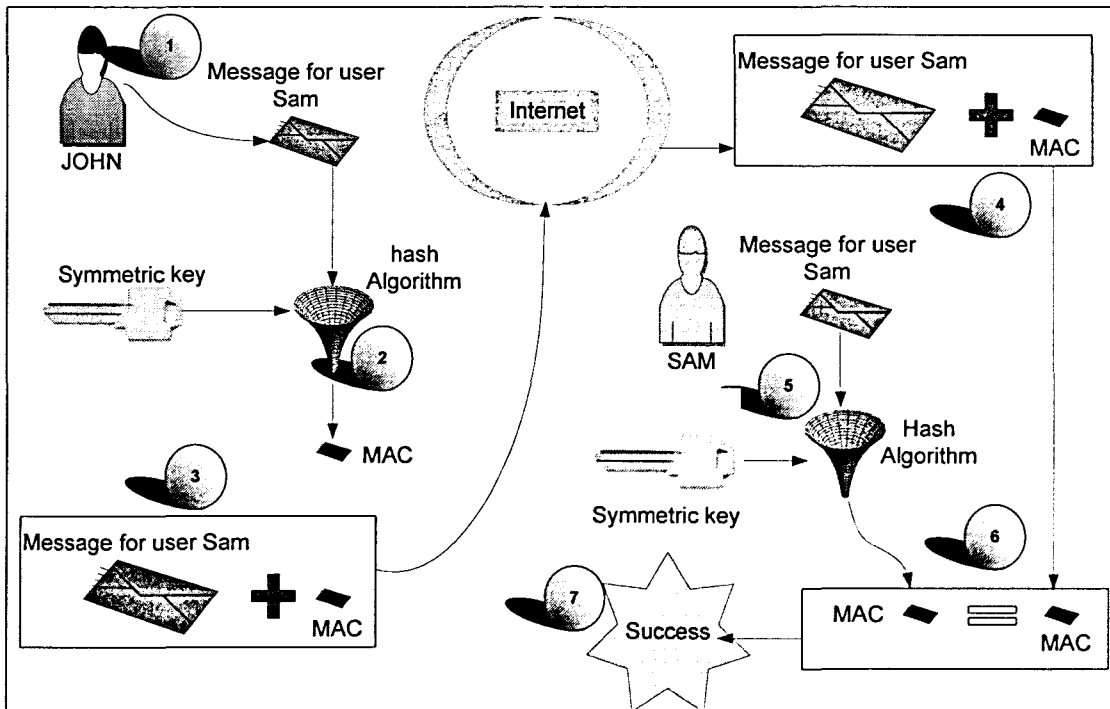 1
Message for user
Sam
JOHN
Internet
Message for user Sam
MAC
4
Symmetric key
hash
Algorithm
2
MAC
3
Message for user Sam
MAC
Message for user
Sam
SAM
5
Hash
Algorithm
Symmetric key
6
MAC
MAC
7
Success